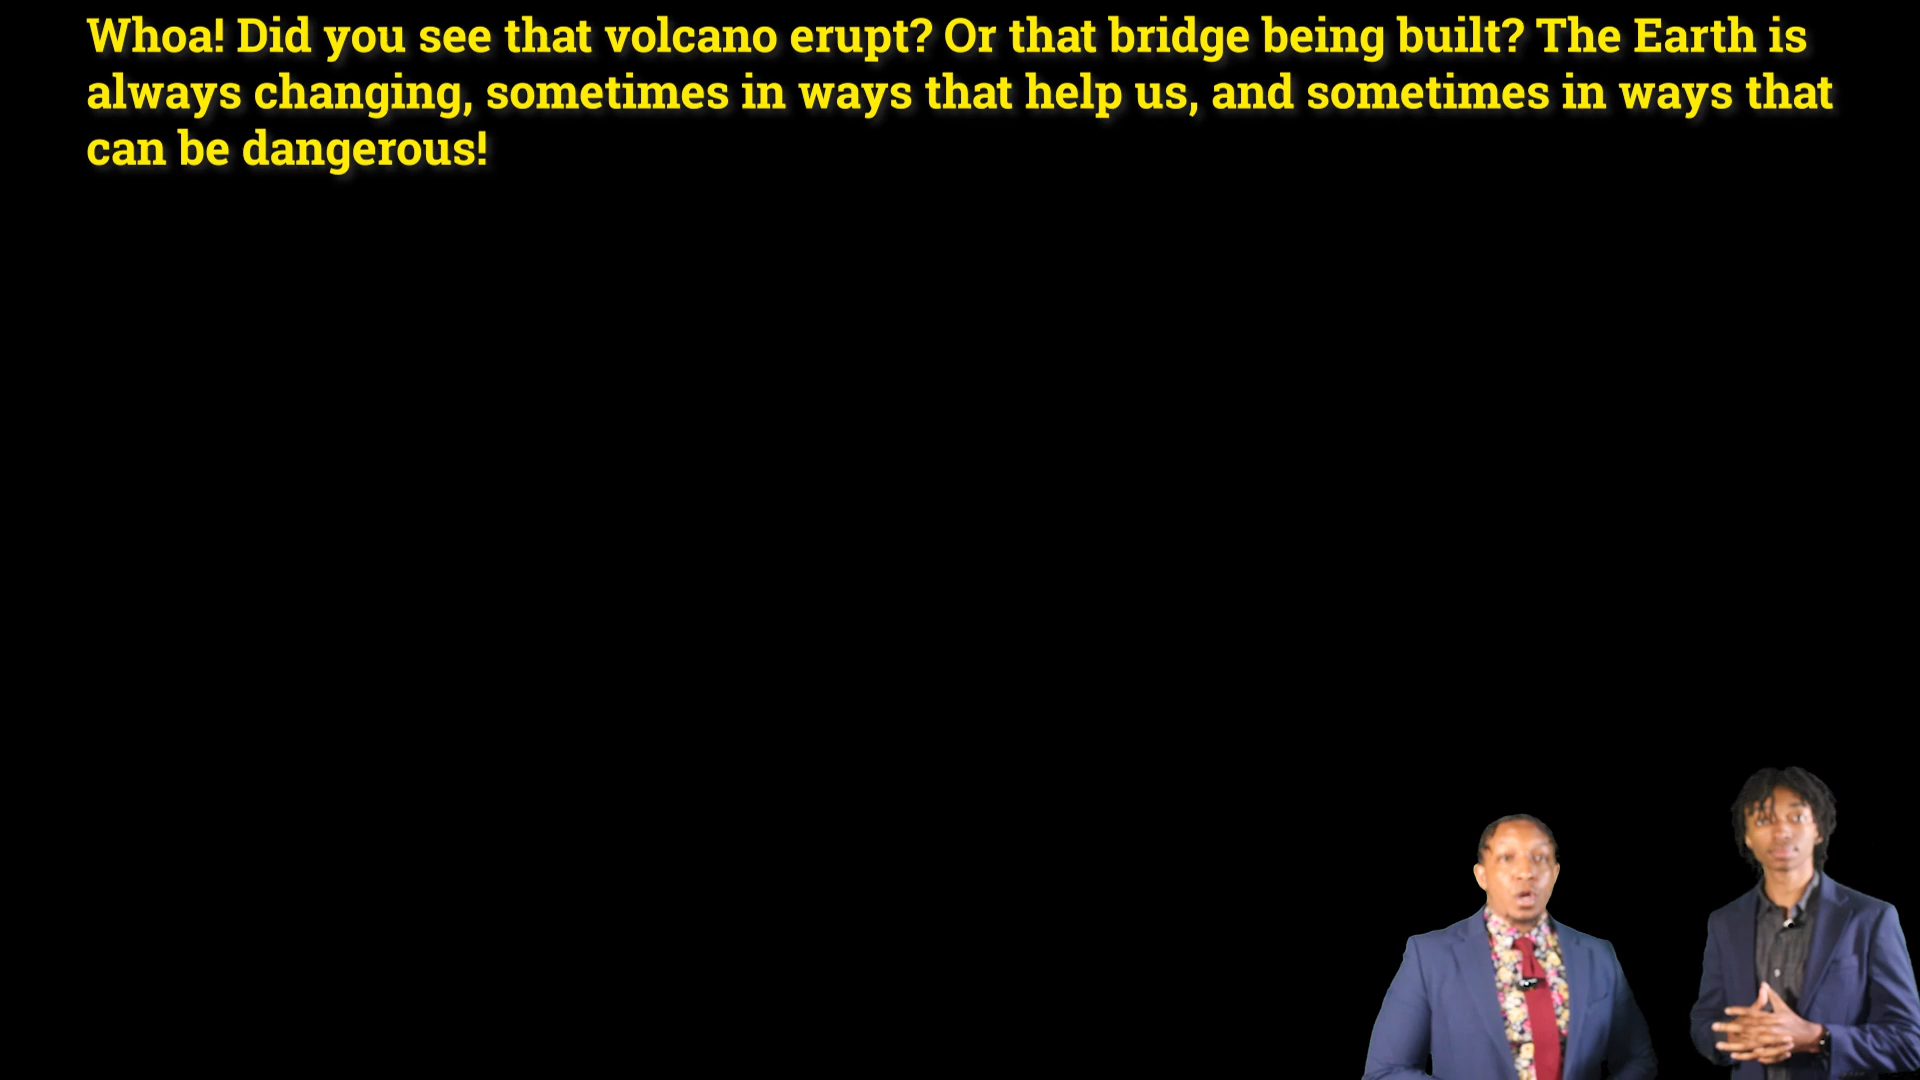 Whoa! Did you see that volcano erupt? Or that bridge being built? The Earth is
always changing, sometimes in ways that help us, and sometimes in ways that
can be dangerous!